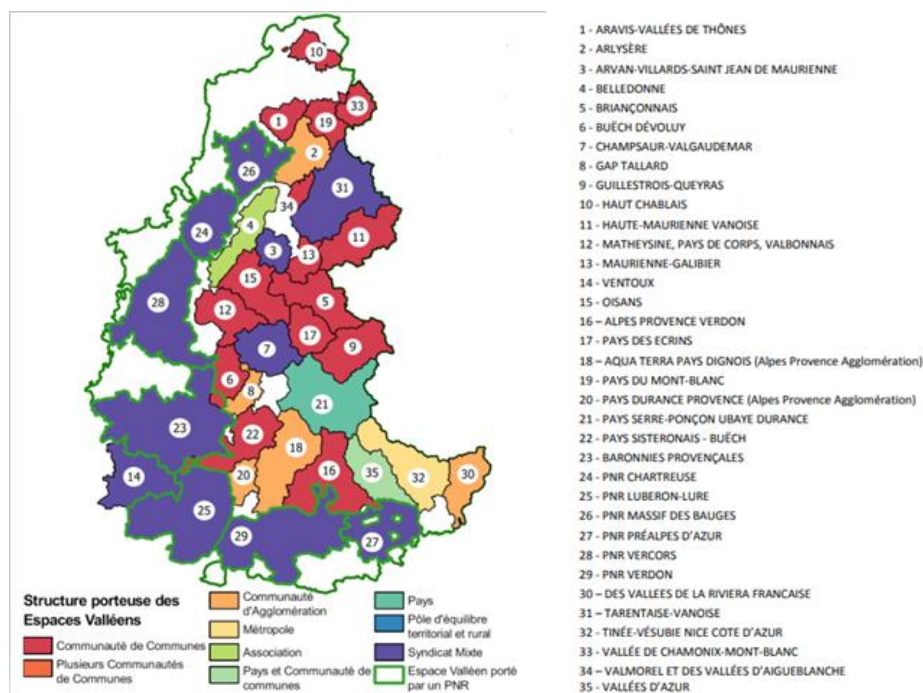 10
33
1
19
2
26
31
34
4
24
11
3
13
15
28
5
12
17
7
9
6
8
21
23
22
18
14
20
16
35
32
30
25
29
27
Structure porteuse des
Espaces Valléens
Communauté de Communes
Plusieurs Communautés
de Communes
Communauté
d'Agglomération
Métropole
Association
Pays et Communauté de
communes
Pays
Pôle d'équilibre
territorial et rural
Syndicat Mixte
Espace Valléen porté
par un PNR
1 - ARAVIS-VALLÉES DE THÔNES
2 - ARLYSÈRE
3 - ARVAN-VILLARDS-SAINT JEAN DE MAURIENNE
4 - BELLEDONNE
5 - BRIANÇONNAIS
6 - BUËCH DÉVOLUY
7 - CHAMPSAUR-VALGAUDEMAR
8 - GAP TALLARD
9 - GUILLESTROIS-QUEYRAS
10 - HAUT CHABLAIS
11 - HAUTE-MAURIENNE VANOISE
12 - MATHEYSINE, PAYS DE CORPS, VALBONNAIS
13 - MAURIENNE-GALIBIER
14 - VENTOUX
15 - OISANS
16 – ALPES PROVENCE VERDON
17 - PAYS DES ECRINS
18 – AQUA TERRA PAYS DIGNOIS (Alpes Provence Agglomération)
19 - PAYS DU MONT-BLANC
20 - PAYS DURANCE PROVENCE (Alpes Provence Agglomération)
21 - PAYS SERRE-PONÇON UBAYE DURANCE
22 - PAYS SISTERONAIS - BUËCH
23 - BARONNIES PROVENÇALES
24 - PNR CHARTREUSE
25 - PNR LUBERON-LURE
26 - PNR MASSIF DES BAUGES
27 - PNR PRÉALPES D'AZUR
28 - PNR VERCORS
29 - PNR VERDON
30 – DES VALLEES DE LA RIVIERA FRANCAISE
31 – TARENTAISE-VANOISE
32 - TINÉE-VÉSUBIE NICE COTE D'AZUR
33 - VALLÉE DE CHAMONIX-MONT-BLANC
34 – VALMOREL ET DES VALLÉES D'AIGUEBLANCHE
35 - VALLÉES D'AZUR